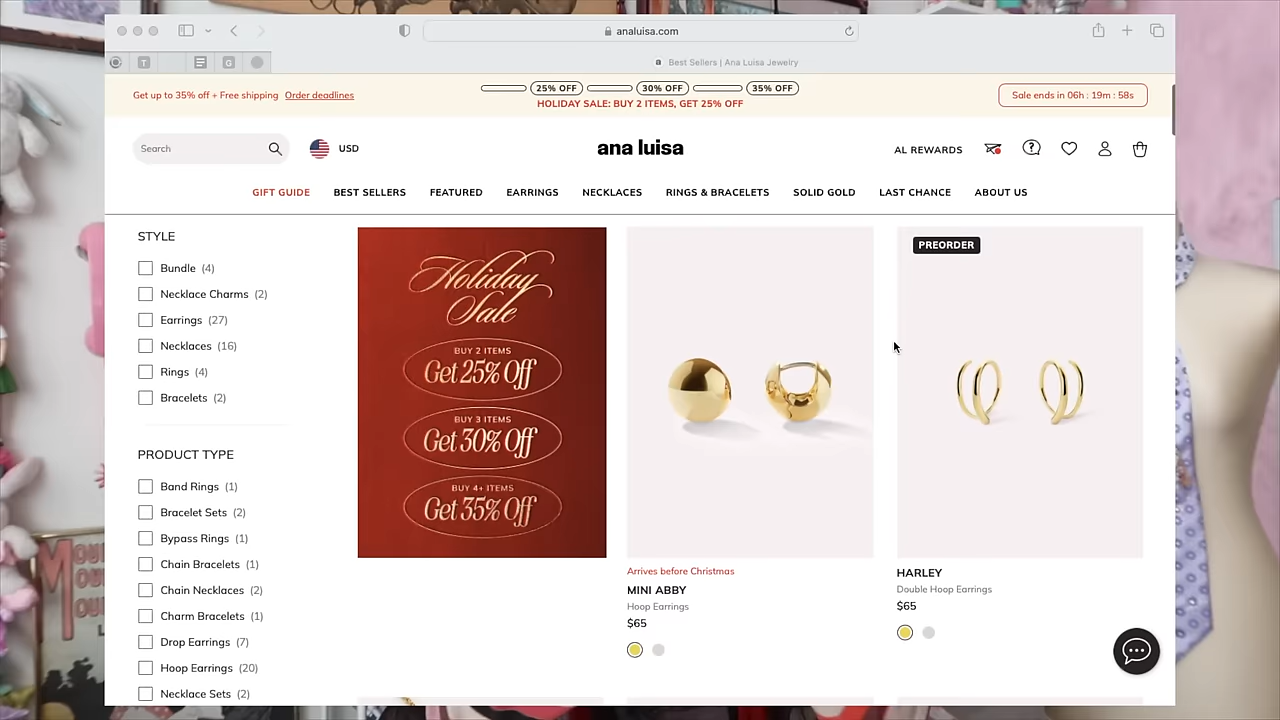 analuisa.com
T
G
a
Best Sellers | Ana Luisa Jewelry
Get up to 35% off + Free shipping Order deadlines
25% OFF 30% OFF 35% OFF
HOLIDAY SALE: BUY 2 ITEMS, GET 25% OFF
Sale ends in 06h : 19m : 58s
Search
USD
ana luisa
AL REWARDS
GIFT GUIDE BEST SELLERS FEATURED EARRINGS NECKLACES RINGS & BRACELETS SOLID GOLD LAST CHANCE ABOUT US
STYLE
Bundle (4)
Necklace Charms (2)
Earrings (27)
Necklaces (16)
Rings (4)
Bracelets (2)
PRODUCT TYPE
Band Rings (1)
Bracelet Sets (2)
Bypass Rings (1)
Chain Bracelets (1)
Chain Necklaces (2)
Charm Bracelets (1)
Drop Earrings (7)
Hoop Earrings (20)
Necklace Sets (2)
Holiday
Sale
BUY 2 ITEMS
Get 25% Off
BUY 3 ITEMS
Get 30% Off
BUY 4+ ITEMS
Get 35% Off
Arrives before Christmas
MINI ABBY
Hoop Earrings
$65
PREORDER
HARLEY
Double Hoop Earrings
$65